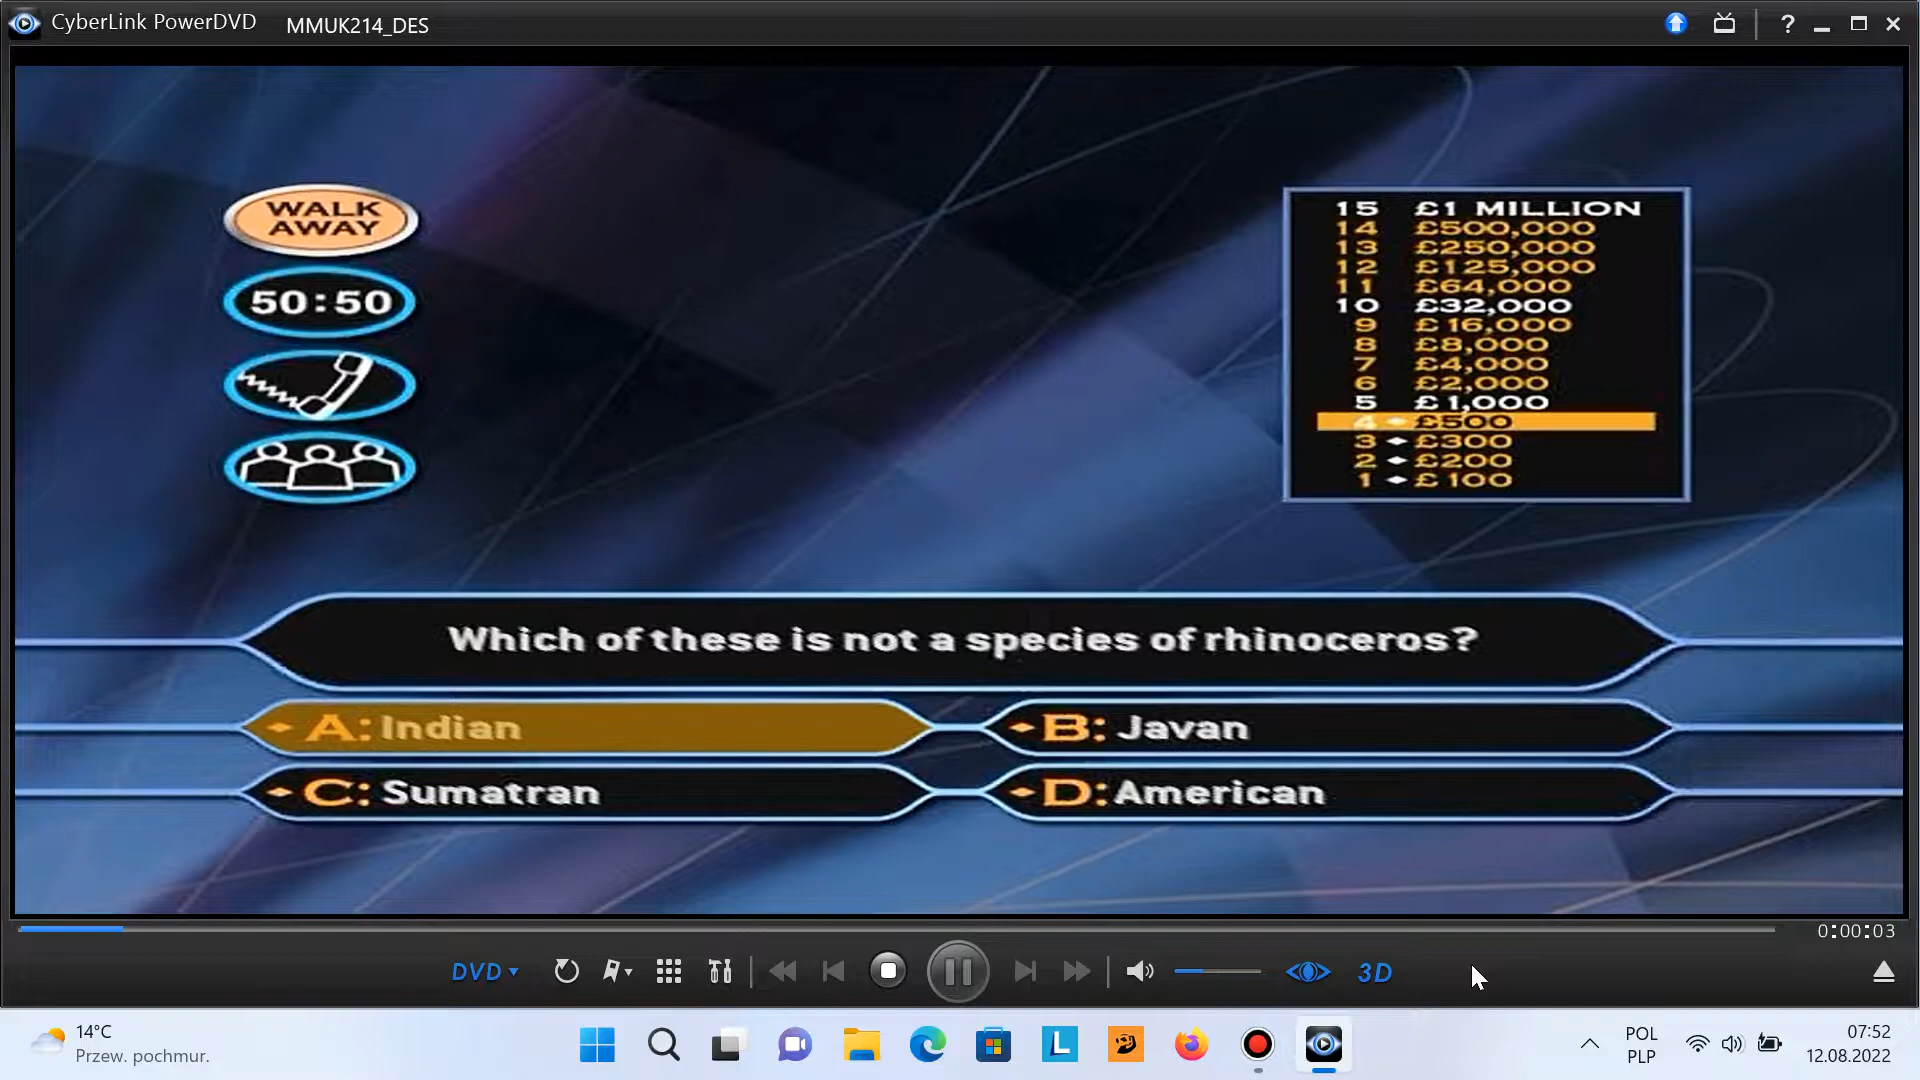 CyberLink PowerDVD MMUK214_DES
?
WALK
AWAY
50:50
15 £1 MILLION
14 £500,000
13 £250,000
12 £125,000
11 £64,000
10 £32,000
9 £16,000
8 £8,000
7 £4,000
6 £2,000
5 £1,000
4 £500
3 £300
2 £200
1 £100
Which of these is not a species of rhinoceros?
A: Indian
B: Javan
C: Sumatran
D: American
0:00:03
DVD
3D
14°C
Przew. pochmur.
L
POL
PLP
07:52
12.08.2022